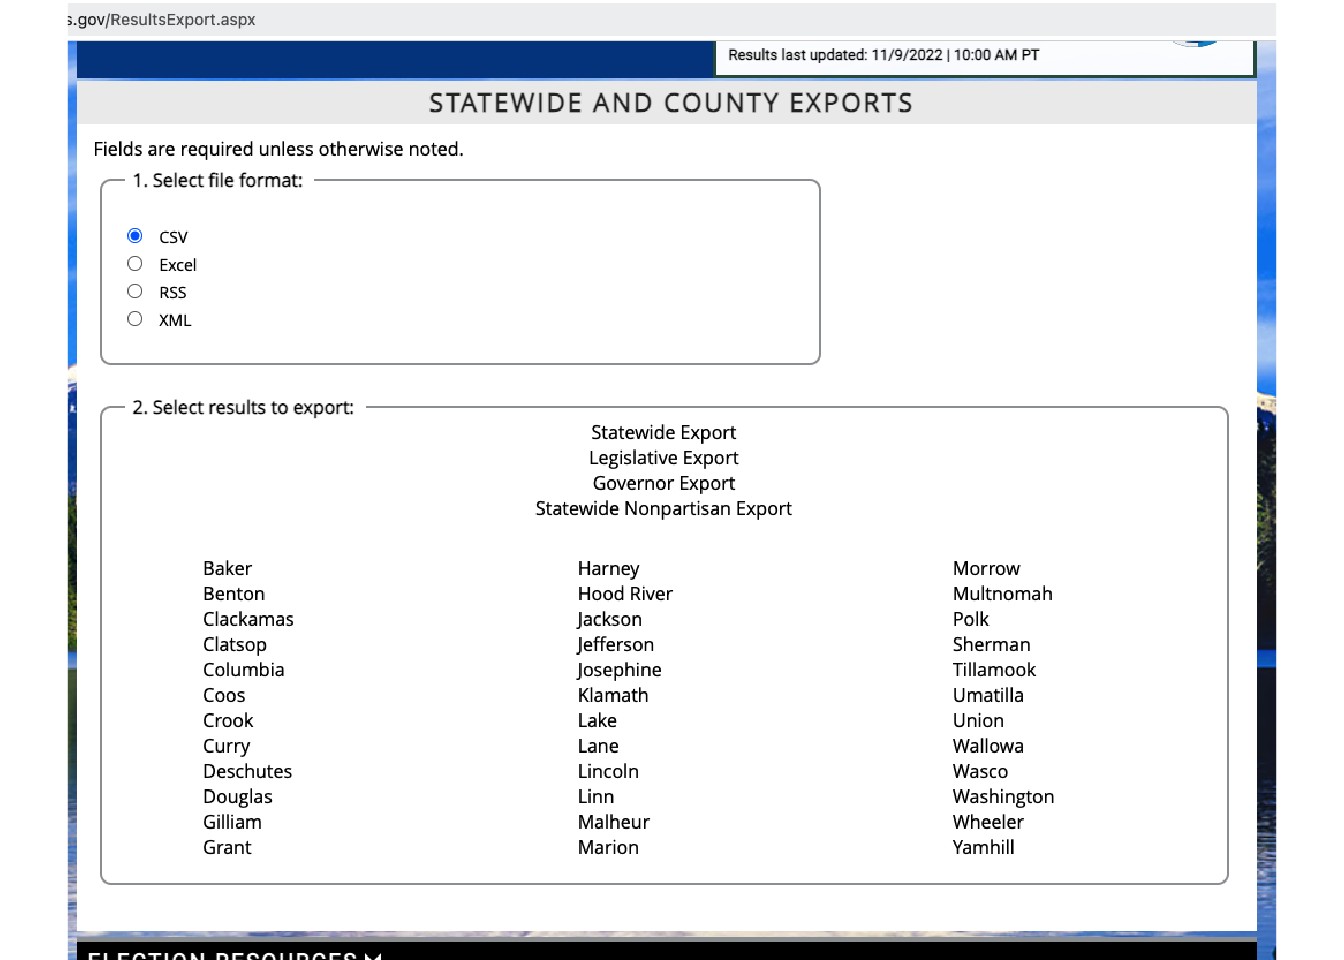 s.gov/ResultsExport.aspx
Results last updated: 11/9/2022 | 10:00 AM PT
STATEWIDE AND COUNTY EXPORTS
Fields are required unless otherwise noted.
1. Select file format:
CSV
Excel
RSS
XML
2. Select results to export:
Statewide Export
Legislative Export
Governor Export
Statewide Nonpartisan Export
Baker
Benton
Clackamas
Clatsop
Columbia
Coos
Crook
Curry
Deschutes
Douglas
Gilliam
Grant
Harney
Hood River
Jackson
Jefferson
Josephine
Klamath
Lake
Lane
Lincoln
Linn
Malheur
Marion
Morrow
Multnomah
Polk
Sherman
Tillamook
Umatilla
Union
Wallowa
Wasco
Washington
Wheeler
Yamhill
ELECTION RESOURCES